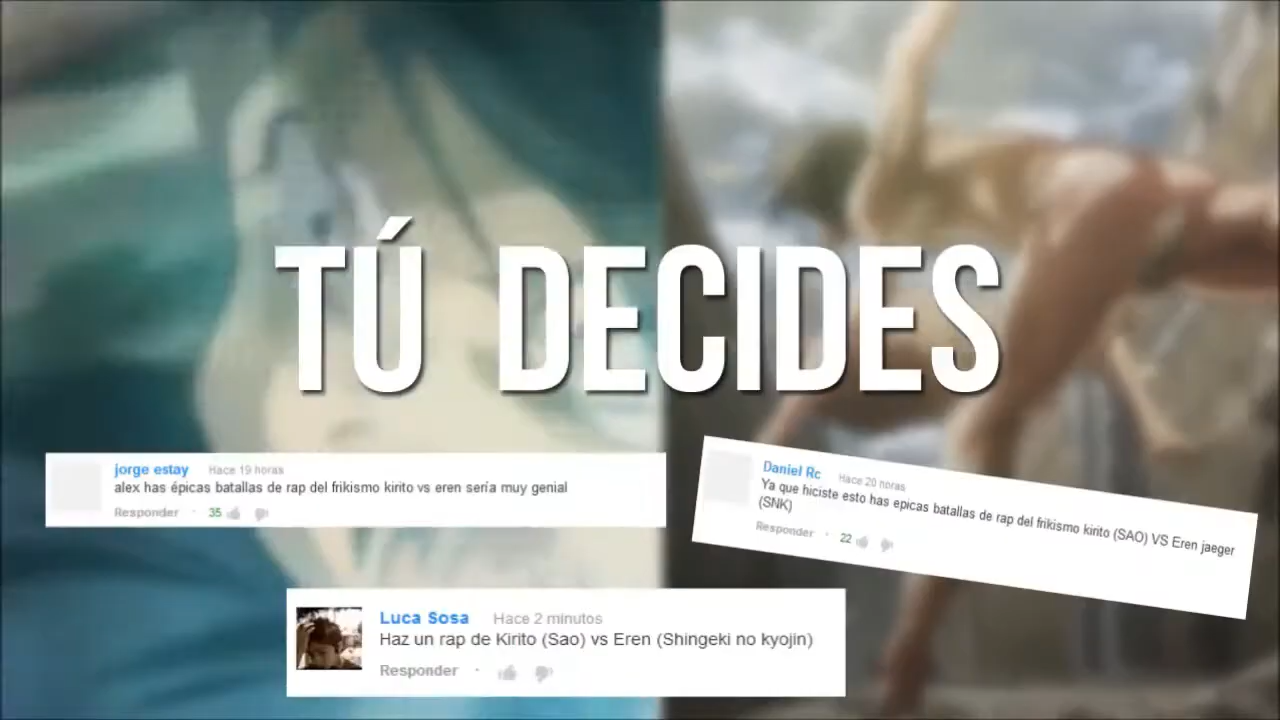 TÚ DECIDES
jorge estay Hace 19 horas
alex has épicas batallas de rap del frikismo kirito vs eren sería muy genial
Responder · 35
Daniel Rc Hace 20 horas
Ya que hiciste esto has epicas batallas de rap del frikismo kirito (SAO) VS Eren jaeger
(SNK)
Responder · 22
Luca Sosa Hace 2 minutos
Haz un rap de Kirito (Sao) vs Eren (Shingeki no kyojin)
Responder ·